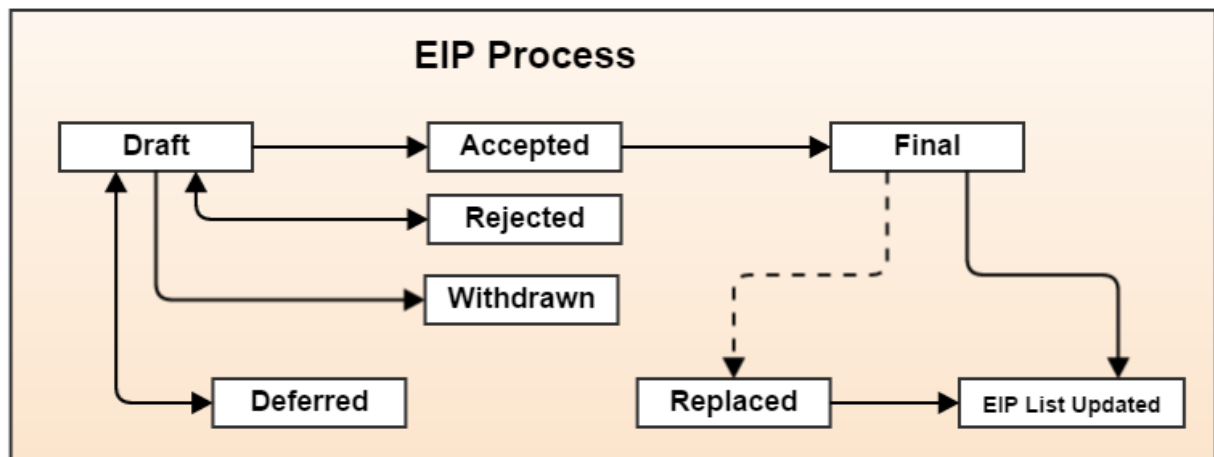 EIP Process
Draft
Accepted
Final
Rejected
Withdrawn
Deferred
Replaced
EIP List Updated